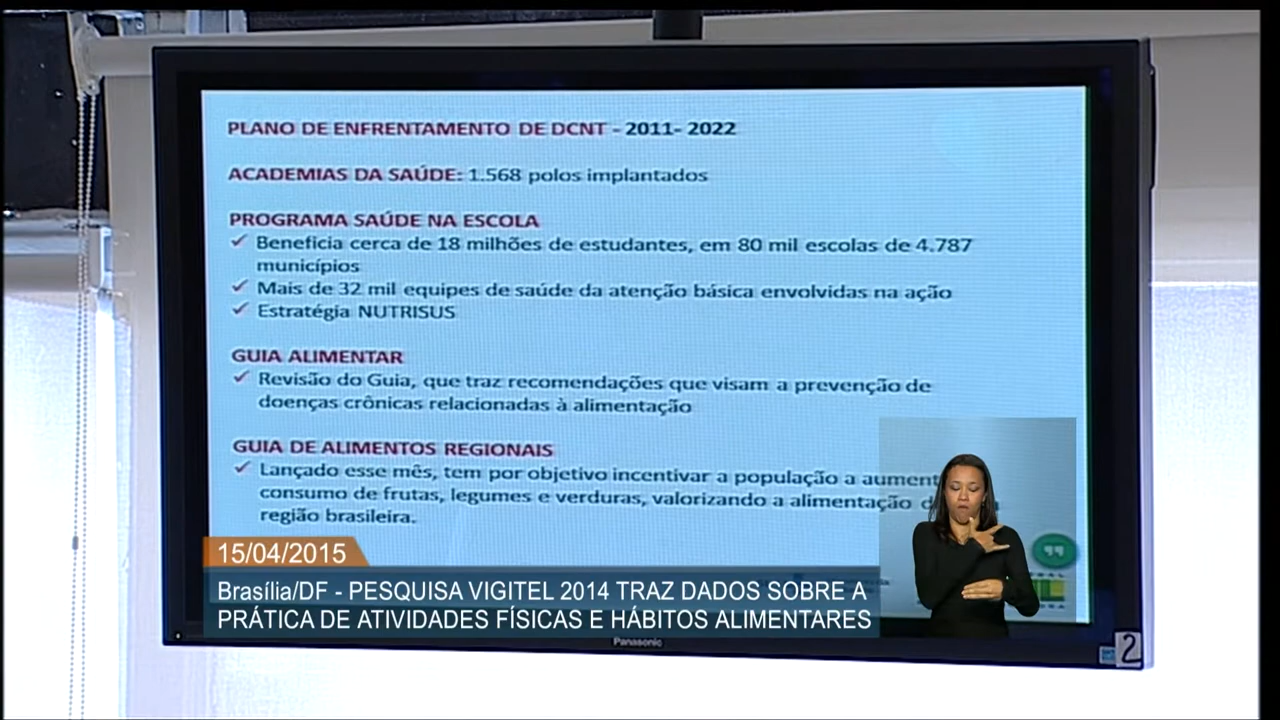 PLANO DE ENFRENTAMENTO DE DCNT - 2011- 2022
ACADEMIAS DA SAÚDE: 1.568 polos implantados
PROGRAMA SAÚDE NA ESCOLA
✓ Beneficia cerca de 18 milhões de estudantes, em 80 mil escolas de 4.787
municípios
✓ Mais de 32 mil equipes de saúde da atenção básica envolvidas na ação
✓ Estratégia NUTRISUS
GUIA ALIMENTAR
✓ Revisão do Guia, que traz recomendações que visam a prevenção de
doenças crônicas relacionadas à alimentação
GUIA DE ALIMENTOS REGIONAIS
✓ Lançado esse mês, tem por objetivo incentivar a população a
consumo de frutas, legumes e verduras, valorizando a alimentação
região brasileira.
15/04/2015
Brasília/DF - PESQUISA VIGITEL 2014 TRAZ DADOS SOBRE A
PRÁTICA DE ATIVIDADES FÍSICAS E HÁBITOS ALIMENTARES
Panasonic
2